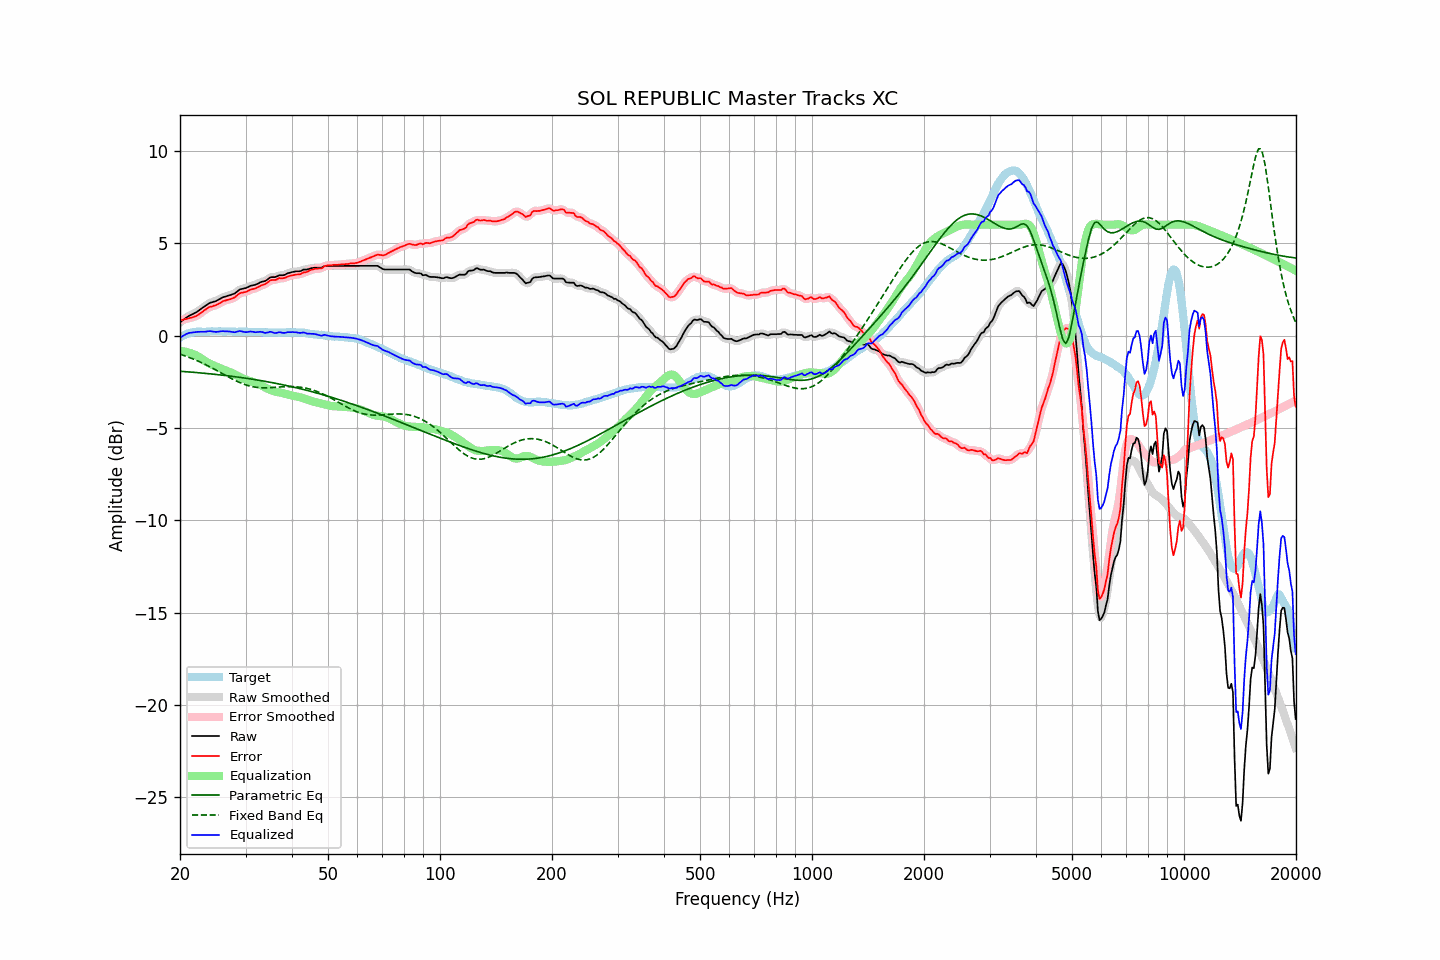 SOL REPUBLIC Master Tracks XC
Amplitude (dBr)
10
5
0
−5
−10
−15
−20
−25
Target
Raw Smoothed
Error Smoothed
Raw
Error
Equalization
Parametric Eq
Fixed Band Eq
Equalized
20 50 100 200 500 1000 2000 5000 10000 20000
Frequency (Hz)